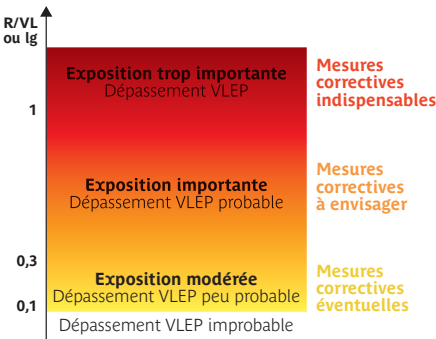 R/VL
ou lg
Exposition trop importante
Dépassement VLEP
Mesures
correctives
indispensables
1
Exposition importante
Dépassement VLEP probable
Mesures
correctives
à envisager
0,3
Exposition modérée
Dépassement VLEP peu probable
Mesures
correctives
éventuelles
0,1
Dépassement VLEP improbable